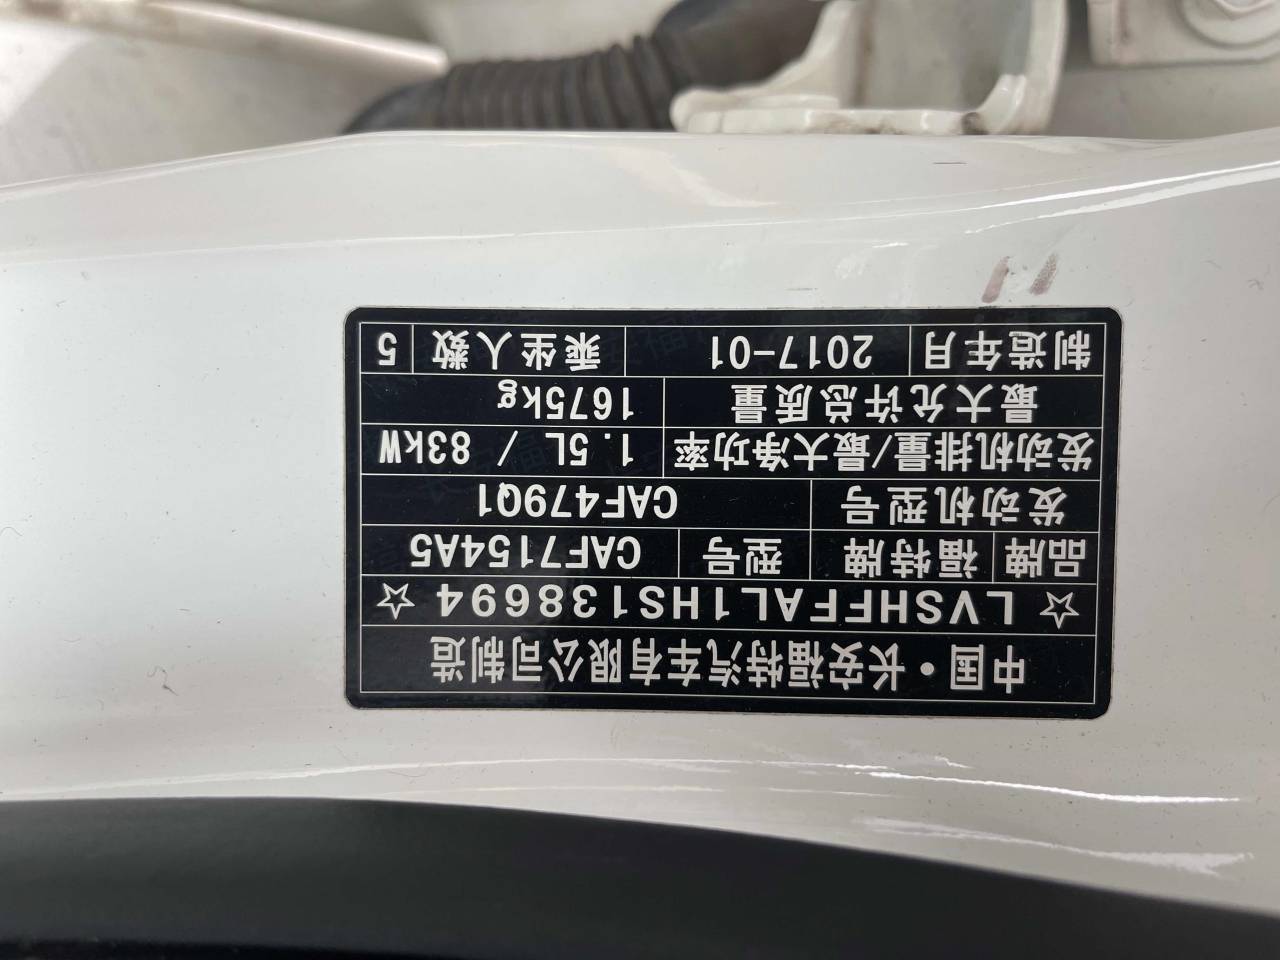 中国·长安福特汽车有限公司制造
☆ LVSHFFAL1HS138694 ☆
品牌 福特牌 型号 CAF7154A5
发动机型号 CAF479Q1
发动机排量/最大净功率 1.5L / 83kW
最大允许总质量 1675kg
制造年月 2017-01 乘坐人数 5